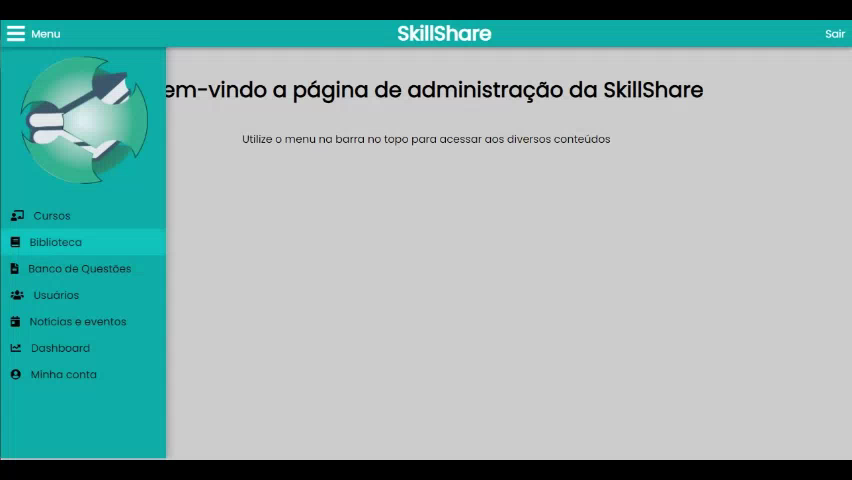 Menu
SkillShare
Sair
em-vindo a página de administração da SkillShare
Utilize o menu na barra no topo para acessar aos diversos conteúdos
Cursos
Biblioteca
Banco de Questões
Usuários
Noticias e eventos
Dashboard
Minha conta